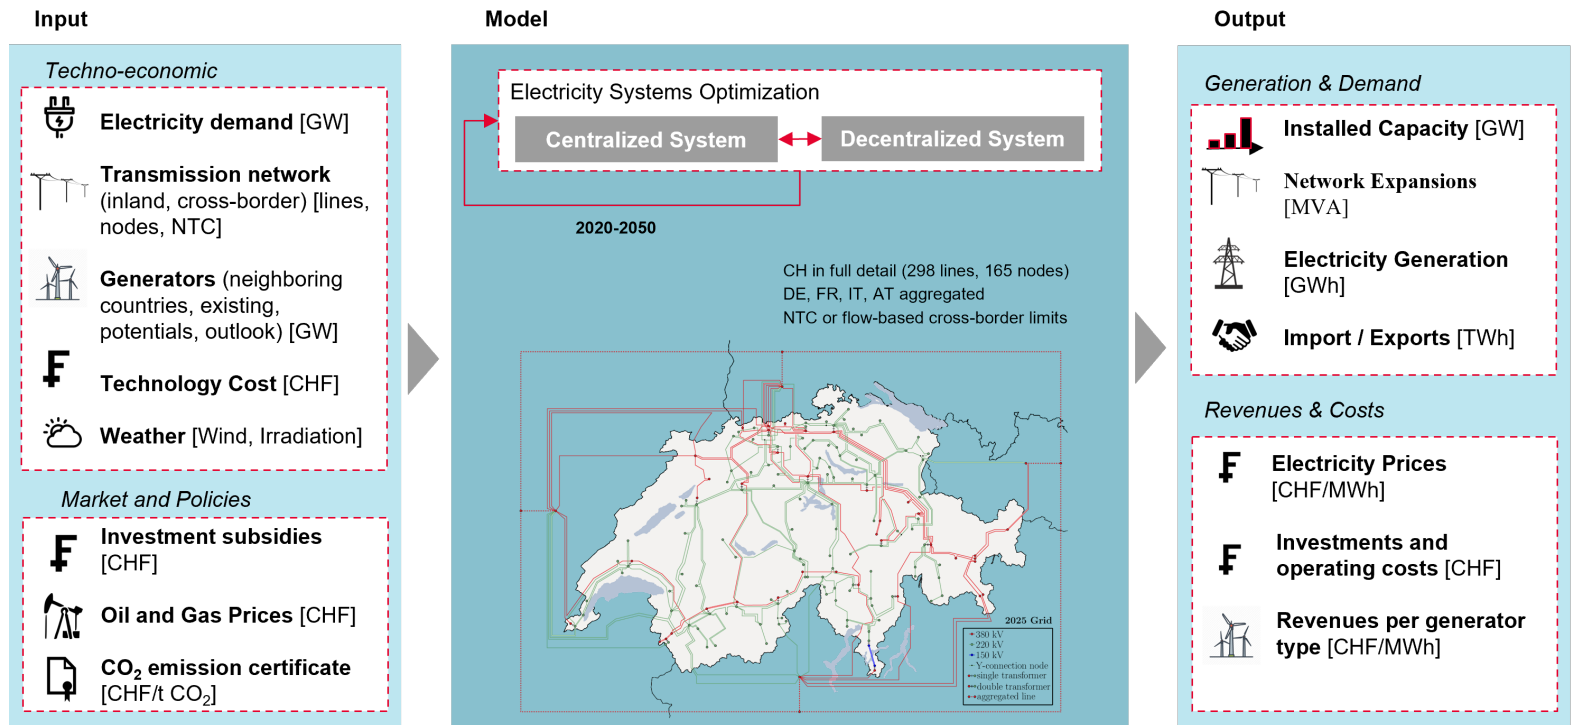 Input
Techno-economic
Electricity demand [GW]
Transmission network
(inland, cross-border) [lines,
nodes, NTC]
Generators (neighboring
countries, existing,
potentials, outlook) [GW]
Technology Cost [CHF]
Weather [Wind, Irradiation]
Market and Policies
Investment subsidies
[CHF]
Oil and Gas Prices [CHF]
CO₂ emission certificate
[CHF/t CO₂]
Model
Electricity Systems Optimization
Centralized System
Decentralized System
2020-2050
CH in full detail (298 lines, 165 nodes)
DE, FR, IT, AT aggregated
NTC or flow-based cross-border limits
2025 Grid
380 kV
220 kV
150 kV
Y-connection node
single transformer
double transformer
aggregated line
Output
Generation & Demand
Installed Capacity [GW]
Network Expansions
[MVA]
Electricity Generation
[GWh]
Import / Exports [TWh]
Revenues & Costs
Electricity Prices
[CHF/MWh]
Investments and
operating costs [CHF]
Revenues per generator
type [CHF/MWh]